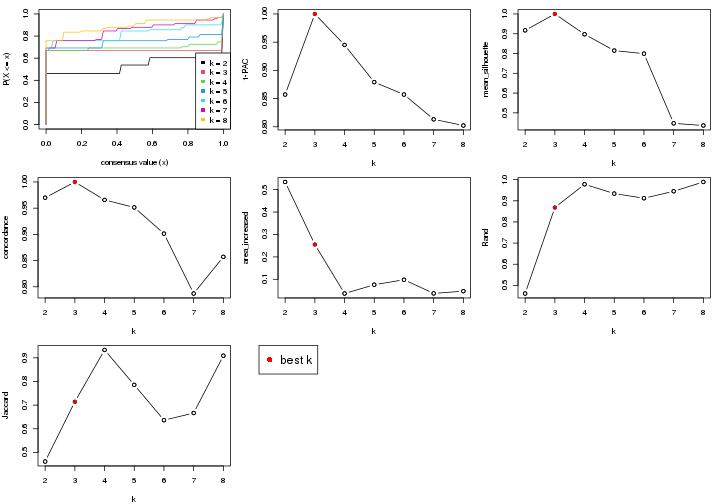 P(X <= x)
0.0 0.2 0.4 0.6 0.8 1.0
k = 2
k = 3
k = 4
k = 5
k = 6
k = 7
k = 8
0.0 0.2 0.4 0.6 0.8 1.0
consensus value (x)
1-PAC
0.80 0.85 0.90 0.95 1.00
2 3 4 5 6 7 8
k
mean_silhouette
0.5 0.6 0.7 0.8 0.9 1.0
2 3 4 5 6 7 8
k
concordance
0.80 0.85 0.90 0.95 1.00
2 3 4 5 6 7 8
k
area_increased
0.1 0.2 0.3 0.4 0.5
2 3 4 5 6 7 8
k
Rand
0.5 0.6 0.7 0.8 0.9 1.0
2 3 4 5 6 7 8
k
Jaccard
0.5 0.6 0.7 0.8 0.9
2 3 4 5 6 7 8
k
best k